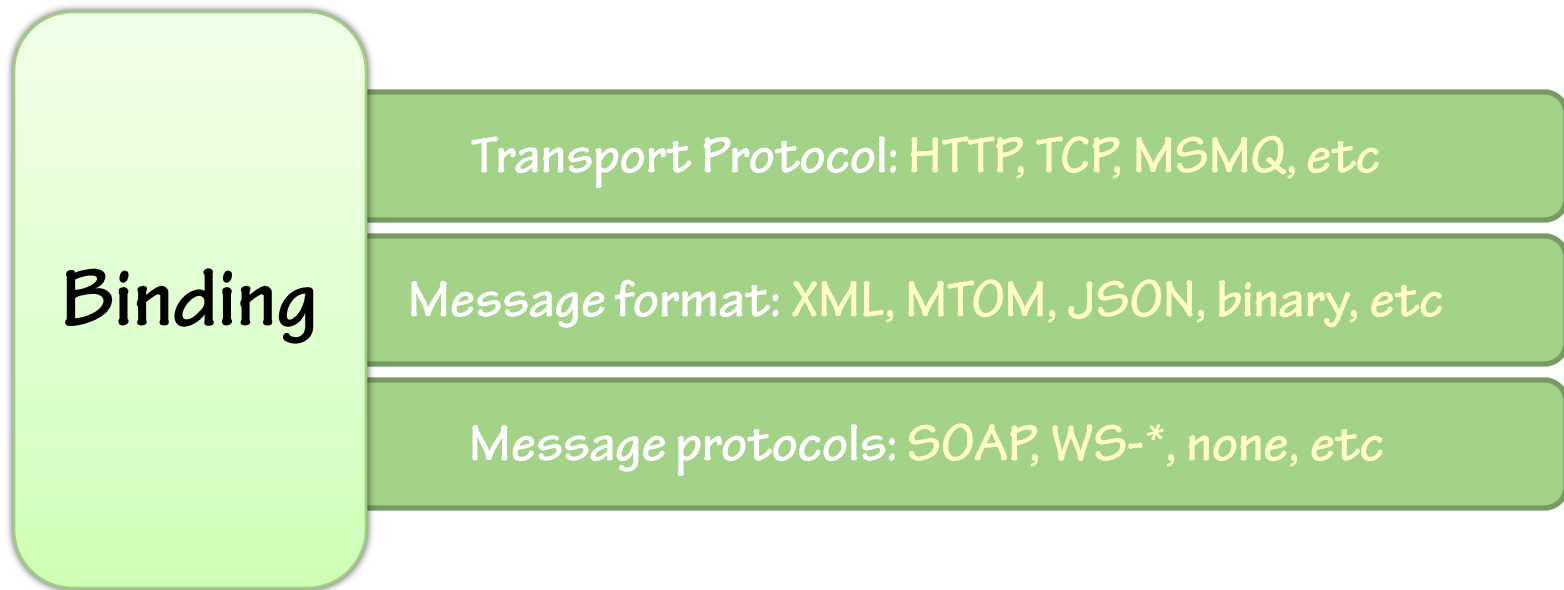 Binding
Transport Protocol: HTTP, TCP, MSMQ, etc
Message format: XML, MTOM, JSON, binary, etc
Message protocols: SOAP, WS-*, none, etc